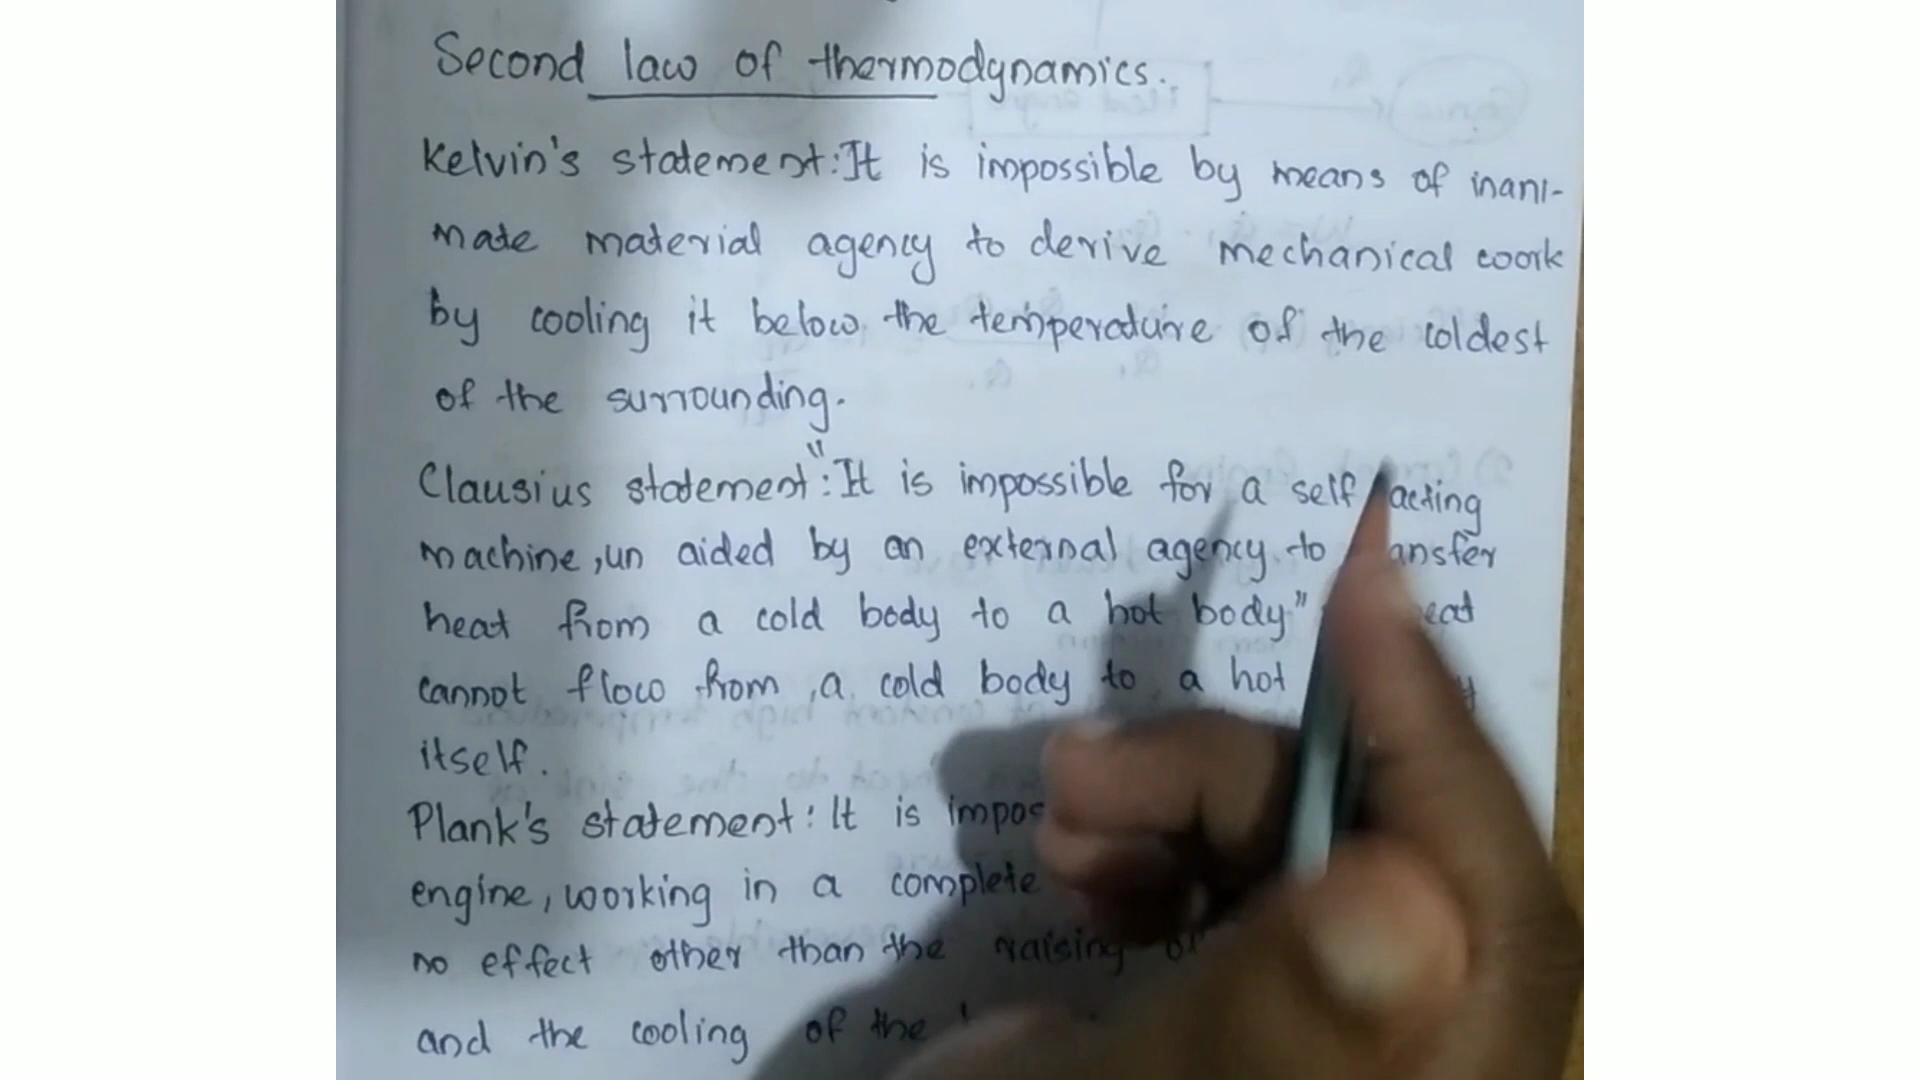 Second law of thermodynamics.
Kelvin's statement: It is impossible by means of inani-
mate material agency to derive mechanical work
by cooling it below the temperature of the coldest
of the surrounding.
Clausius statement: "It is impossible for a self acting
machine, un aided by an external agency to
heat from a cold body to a hot body"
cannot flow from a cold body to a hot
itself.
Plank's statement: It is
engine, working in a complete
no effect other than the raising of
and the cooling of the